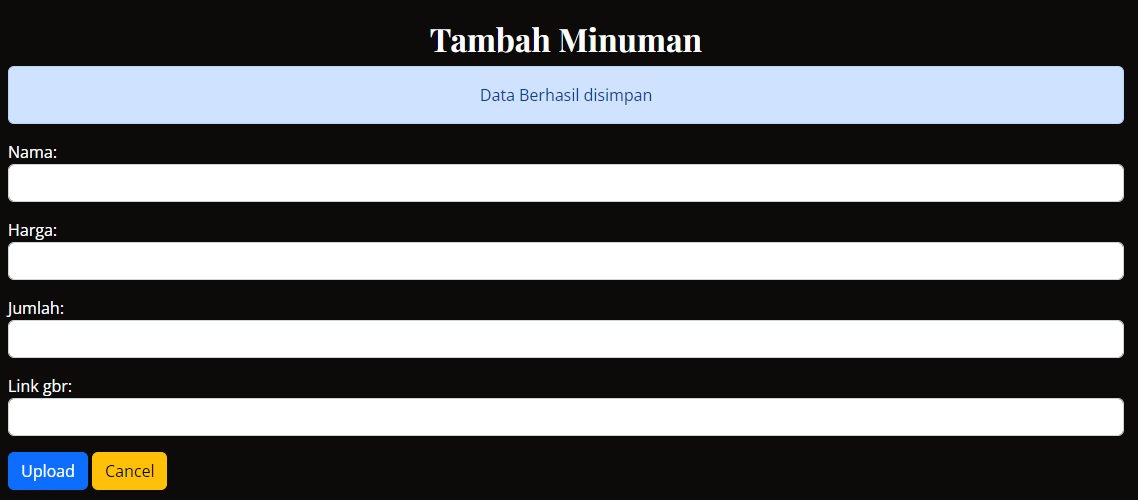 Tambah Minuman
Data Berhasil disimpan
Nama:
Harga:
Jumlah:
Link gbr:
Upload Cancel